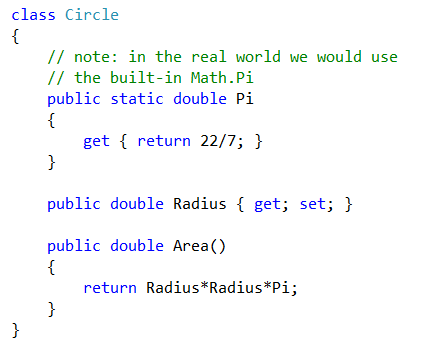 class Circle
{
    // note: in the real world we would use
    // the built-in Math.Pi
    public static double Pi
    {
        get { return 22/7; }
    }

    public double Radius { get; set; }

    public double Area()
    {
        return Radius*Radius*Pi;
    }
}